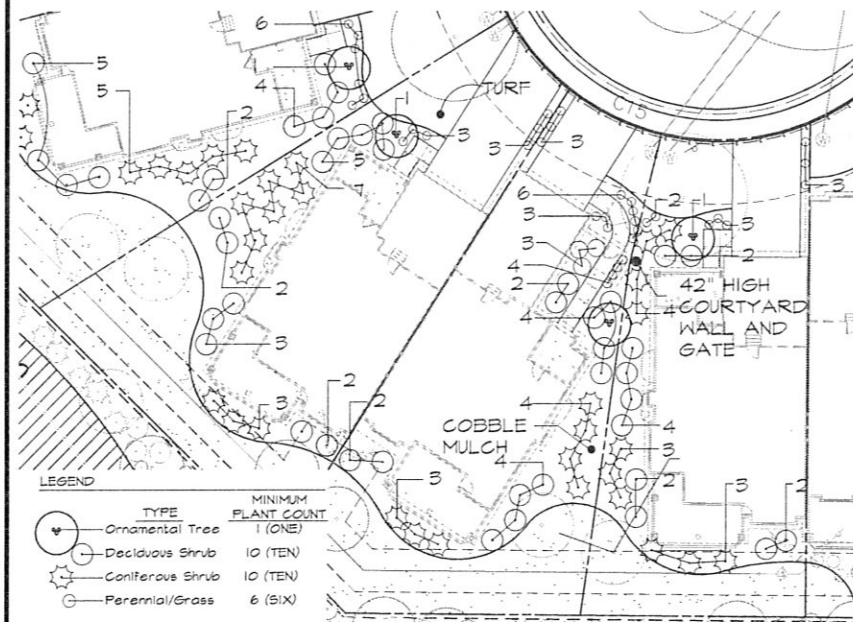 6
5
5
4
2
1
TURF
3
5
7
3
3
C75
6
2
1
3
3
3
3
2
4
2
2
4
4
42" HIGH
COURTYARD
WALL AND
GATE
3
2
2
3
4
COBBLE
MULCH
4
3
4
2
3
3
2
LEGEND
TYPE
MINIMUM
PLANT COUNT
Ornamental Tree 1 (ONE)
Deciduous Shrub 10 (TEN)
Coniferous Shrub 10 (TEN)
Perennial/Grass 6 (SIX)